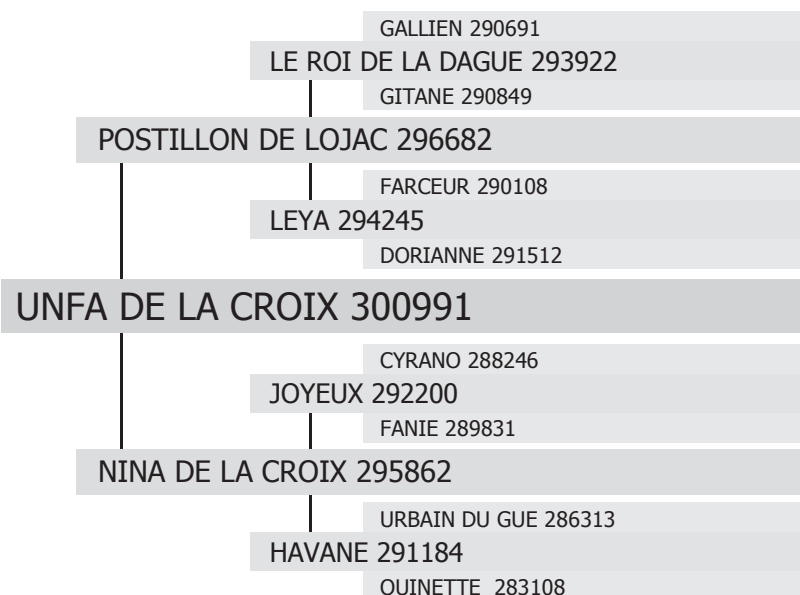 GALLIEN 290691
LE ROI DE LA DAGUE 293922
GITANE 290849
POSTILLON DE LOJAC 296682
FARCEUR 290108
LEYA 294245
DORIANNE 291512
UNFA DE LA CROIX 300991
CYRANO 288246
JOYEUX 292200
FANIE 289831
NINA DE LA CROIX 295862
URBAIN DU GUE 286313
HAVANE 291184
OUINETTE 283108